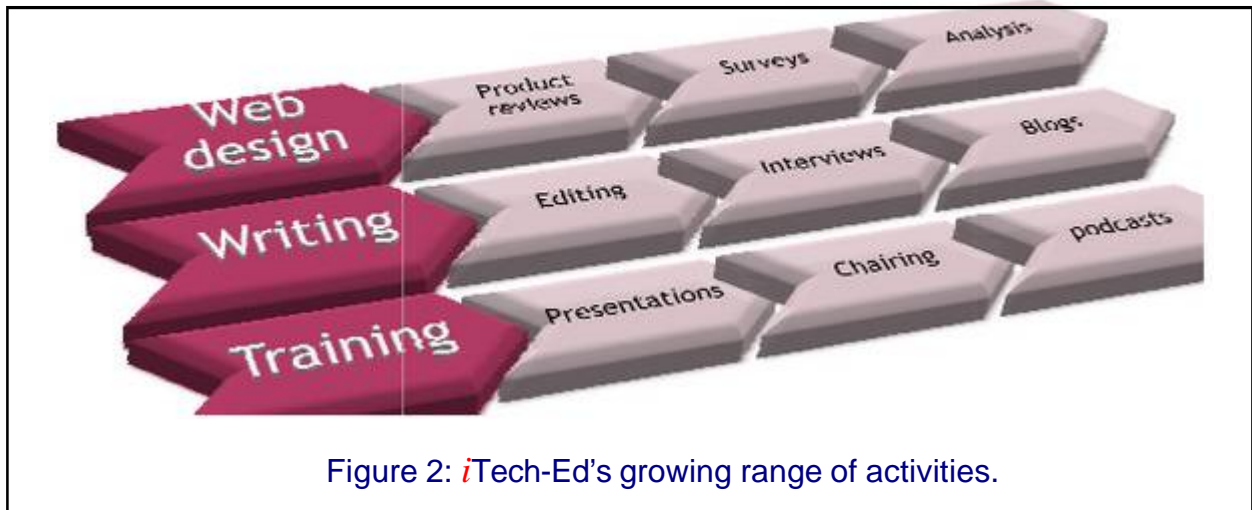 Web
design
Product
reviews
Surveys
Analysis
Writing
Editing
Interviews
Blogs
Training
Presentations
Chairing
podcasts
Figure 2: iTech-Ed's growing range of activities.